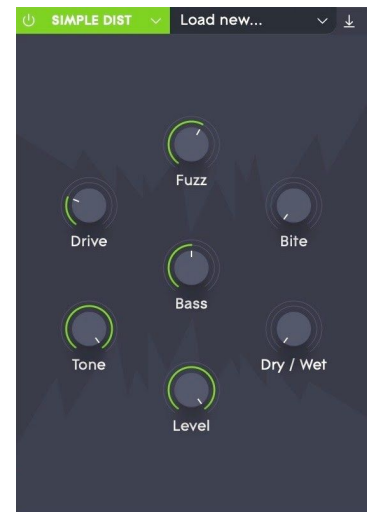 SIMPLE DIST Load new...
Fuzz
Drive Bite
Bass
Tone Dry / Wet
Level